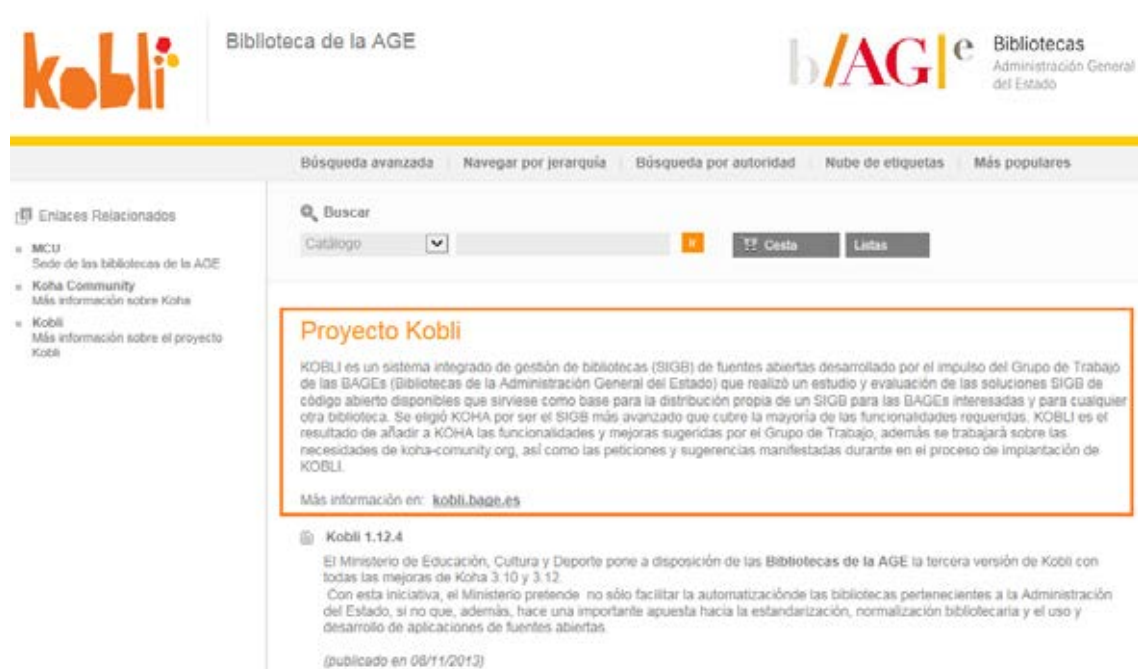 kobli
Biblioteca de la AGE
b/AG|e
Bibliotecas
Administración General
del Estado
Búsqueda avanzada
Navegar por jerarquía
Búsqueda por autoridad
Nube de etiquetas
Más populares
Enlaces Relacionados
MCU
Sede de las bibliotecas de la AGE
Koha Community
Más información sobre Koha
Kobli
Más información sobre el proyecto
Kobli
Buscar
Catálogo
Ir
Cesta
Listas
Proyecto Kobli
KOBLI es un sistema integrado de gestión de bibliotecas (SIGB) de fuentes abiertas desarrollado por el impulso del Grupo de Trabajo
de las BAGEs (Bibliotecas de la Administración General del Estado) que realizó un estudio y evaluación de las soluciones SIGB de
código abierto disponibles que sirviese como base para la distribución propia de un SIGB para las BAGEs interesadas y para cualquier
otra biblioteca. Se eligió KOHA por ser el SIGB más avanzado que cubre la mayoría de las funcionalidades requeridas. KOBLI es el
resultado de añadir a KOHA las funcionalidades y mejoras sugeridas por el Grupo de Trabajo, además se trabajará sobre las
necesidades de koha-comunity.org, así como las peticiones y sugerencias manifestadas durante en el proceso de implantación de
KOBLI.
Más información en: kobli.bage.es
Kobli 1.12.4
El Ministerio de Educación, Cultura y Deporte pone a disposición de las Bibliotecas de la AGE la tercera versión de Kobli con
todas las mejoras de Koha 3.10 y 3.12.
Con esta iniciativa, el Ministerio pretende no sólo facilitar la automatizaciónde las bibliotecas pertenecientes a la Administración
del Estado, si no que, además, hace una importante apuesta hacia la estandarización, normalización bibliotecaria y el uso y
desarrollo de aplicaciones de fuentes abiertas.
(publicado en 06/11/2013)